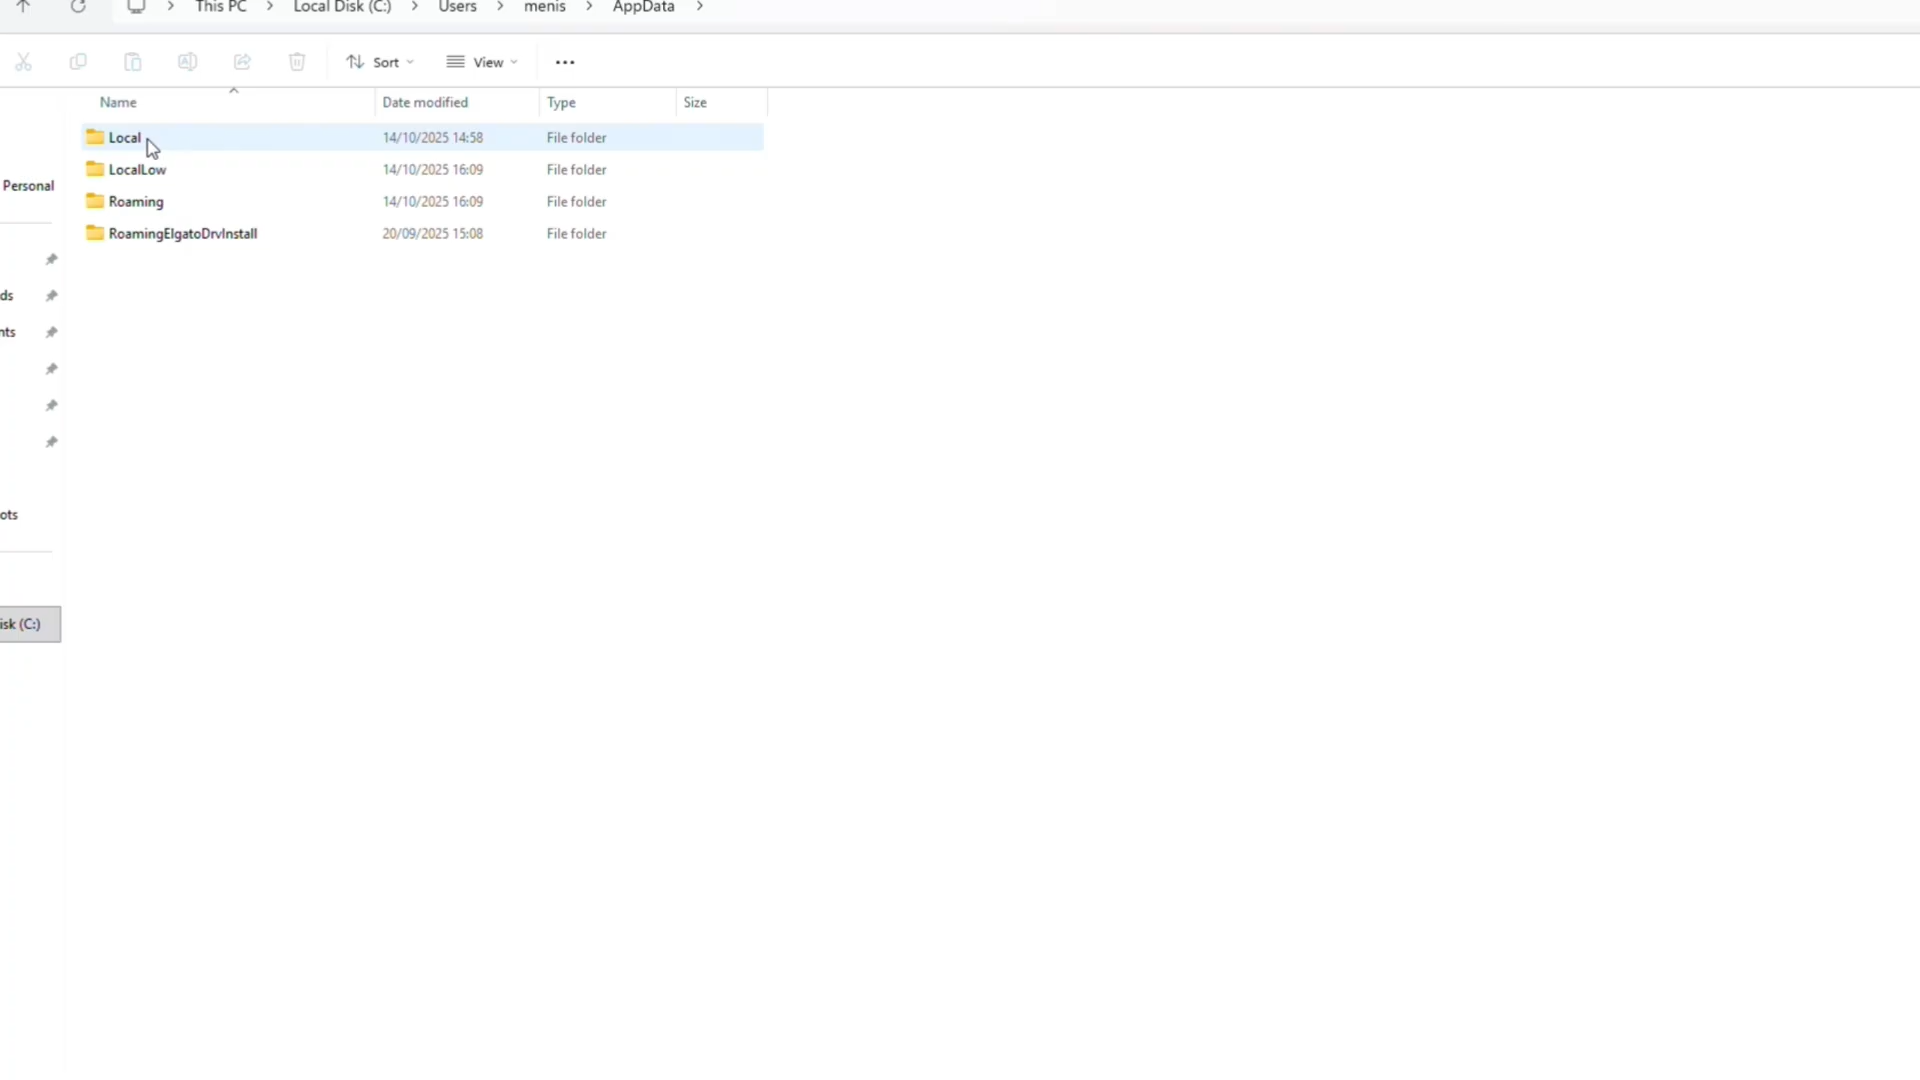 This PC > Local Disk (C:) > Users > menis > AppData >
Sort View ...
Name Date modified Type Size
Local 14/10/2025 14:58 File folder
LocalLow 14/10/2025 16:09 File folder
Roaming 14/10/2025 16:09 File folder
RoamingElgatoDrvInstall 20/09/2025 15:08 File folder
Personal
ds
nts
ots
isk (C:)